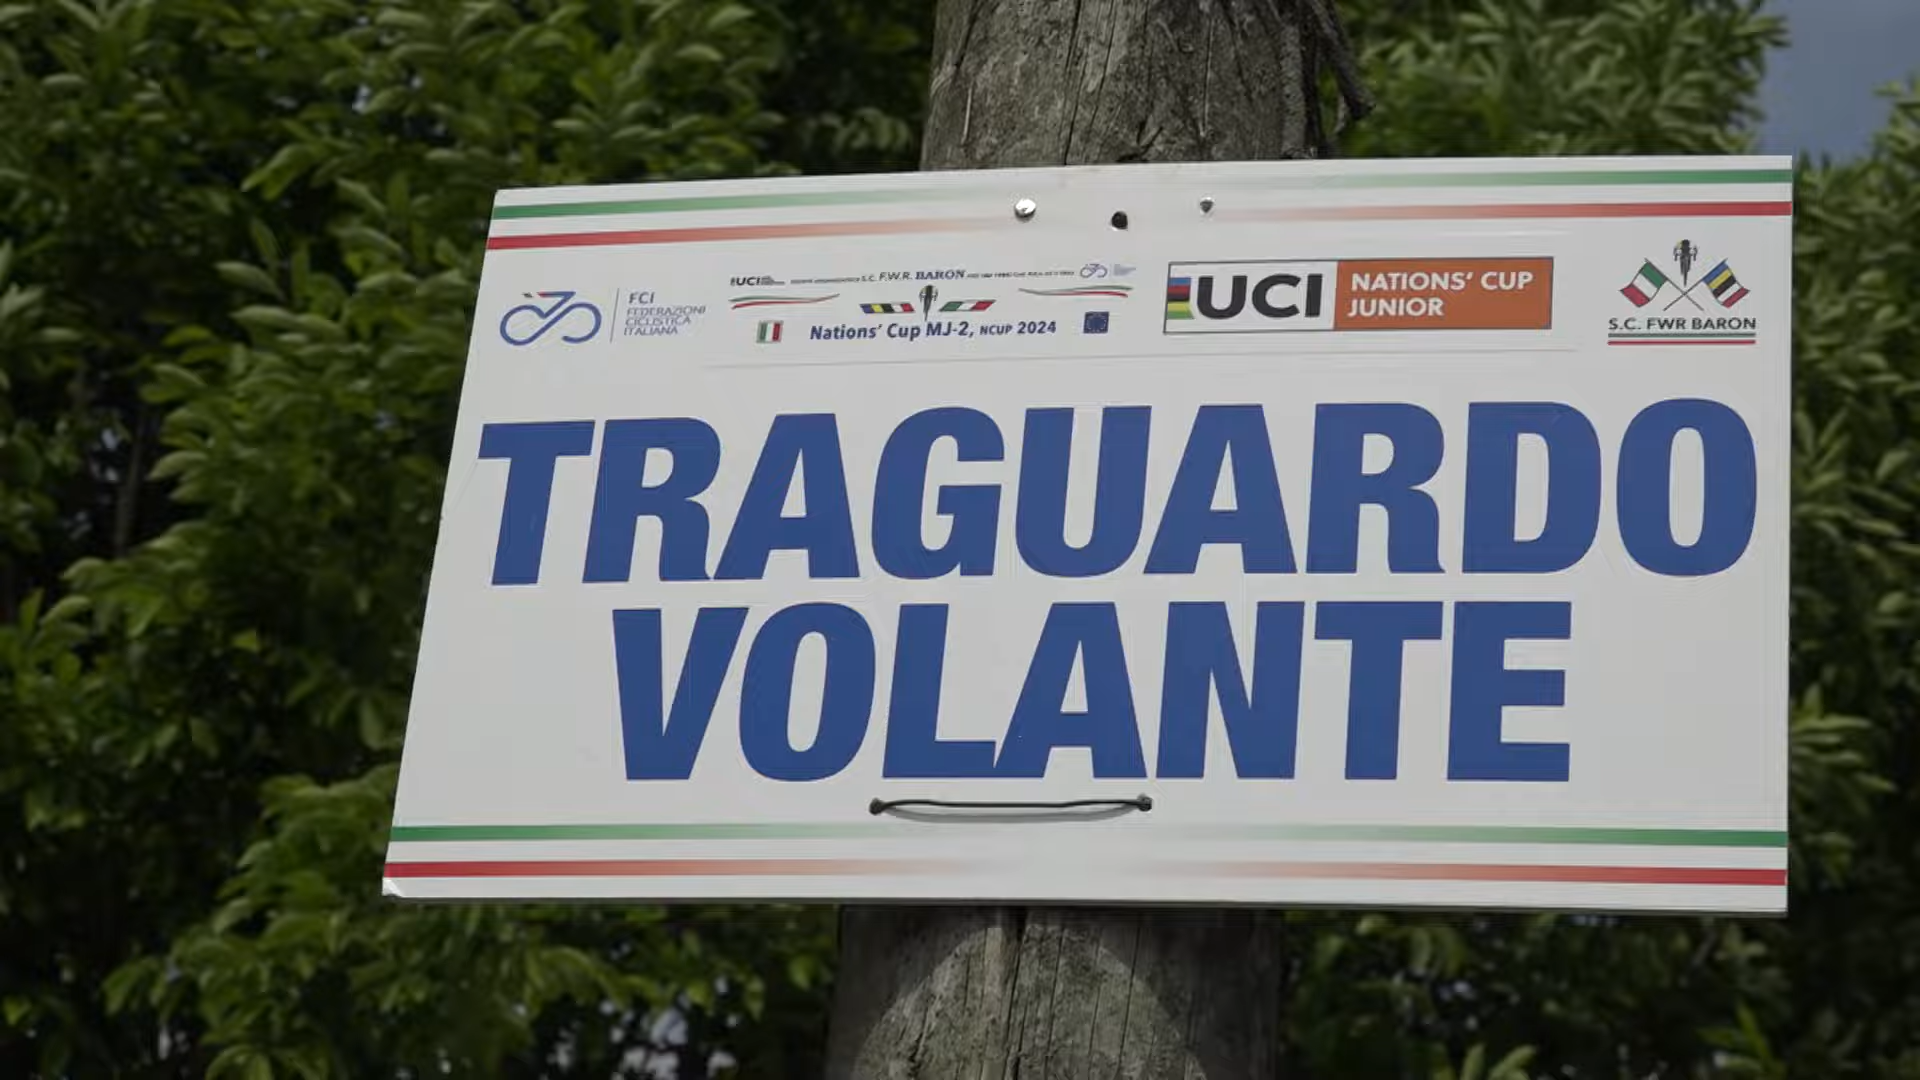 FCI
FEDERAZIONE
CICLISTICA
ITALIANA
UCI S.C. F.W.R. BARON
Nations' Cup MJ-2, NCUP 2024
UCI NATIONS' CUP
JUNIOR
S.C. FWR BARON
TRAGUARDO
VOLANTE